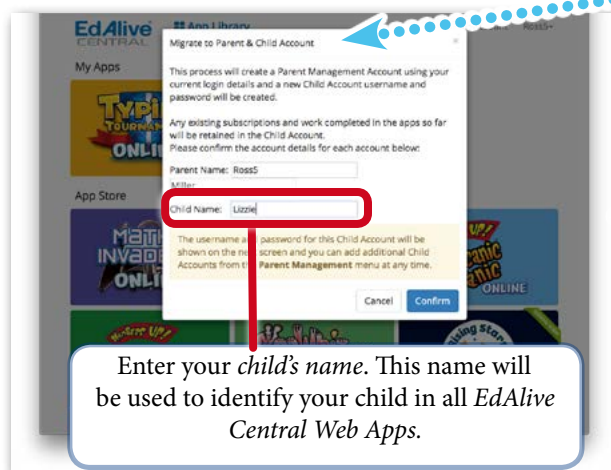 EdAlive
CENTRAL
App Library
Ross-
My Apps
Migrate to Parent & Child Account
×
This process will create a Parent Management Account using your
current login details and a new Child Account username and
password will be created.
Any existing subscriptions and work completed in the apps so far
will be retained in the Child Account.
Please confirm the account details for each account below:
Parent Name: Ross5
Miller
Child Name: Lizzie
The username and password for this Child Account will be
shown on the screen and you can add additional Child
Accounts from the Parent Management menu at any time.
Cancel Confirm
ONLI
App Store
ONLI
ONLINE
Enter your child's name. This name will
be used to identify your child in all EdAlive
Central Web Apps.